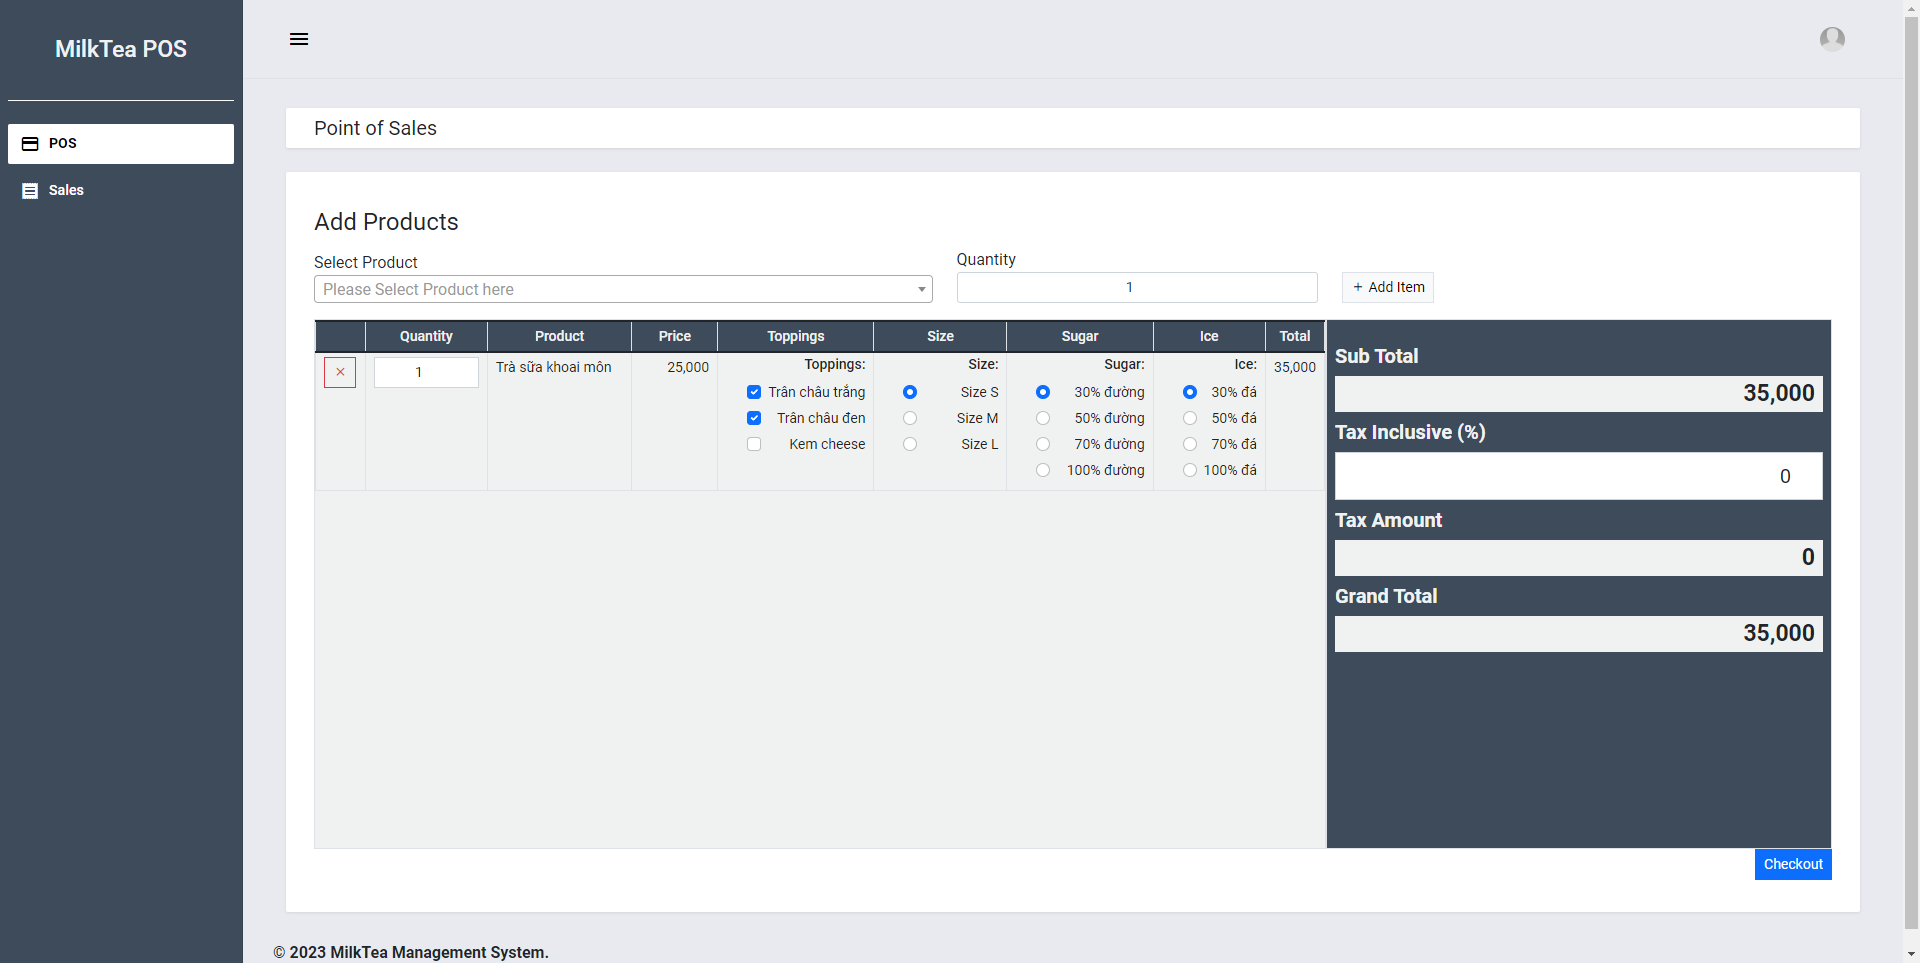 MilkTea POS
POS
Sales
Point of Sales
Add Products
Select Product
Please Select Product here
Quantity
1
+ Add Item
Quantity Product Price Toppings Size Sugar Ice Total
× 1 Trà sữa khoai môn 25,000 Toppings: Size: Sugar: Ice: 35,000
Trân châu trắng Size S 30% đường 30% đá
Trân châu đen Size M 50% đường 50% đá
Kem cheese Size L 70% đường 70% đá
100% đường 100% đá
Sub Total
35,000
Tax Inclusive (%)
0
Tax Amount
0
Grand Total
35,000
Checkout
© 2023 MilkTea Management System.